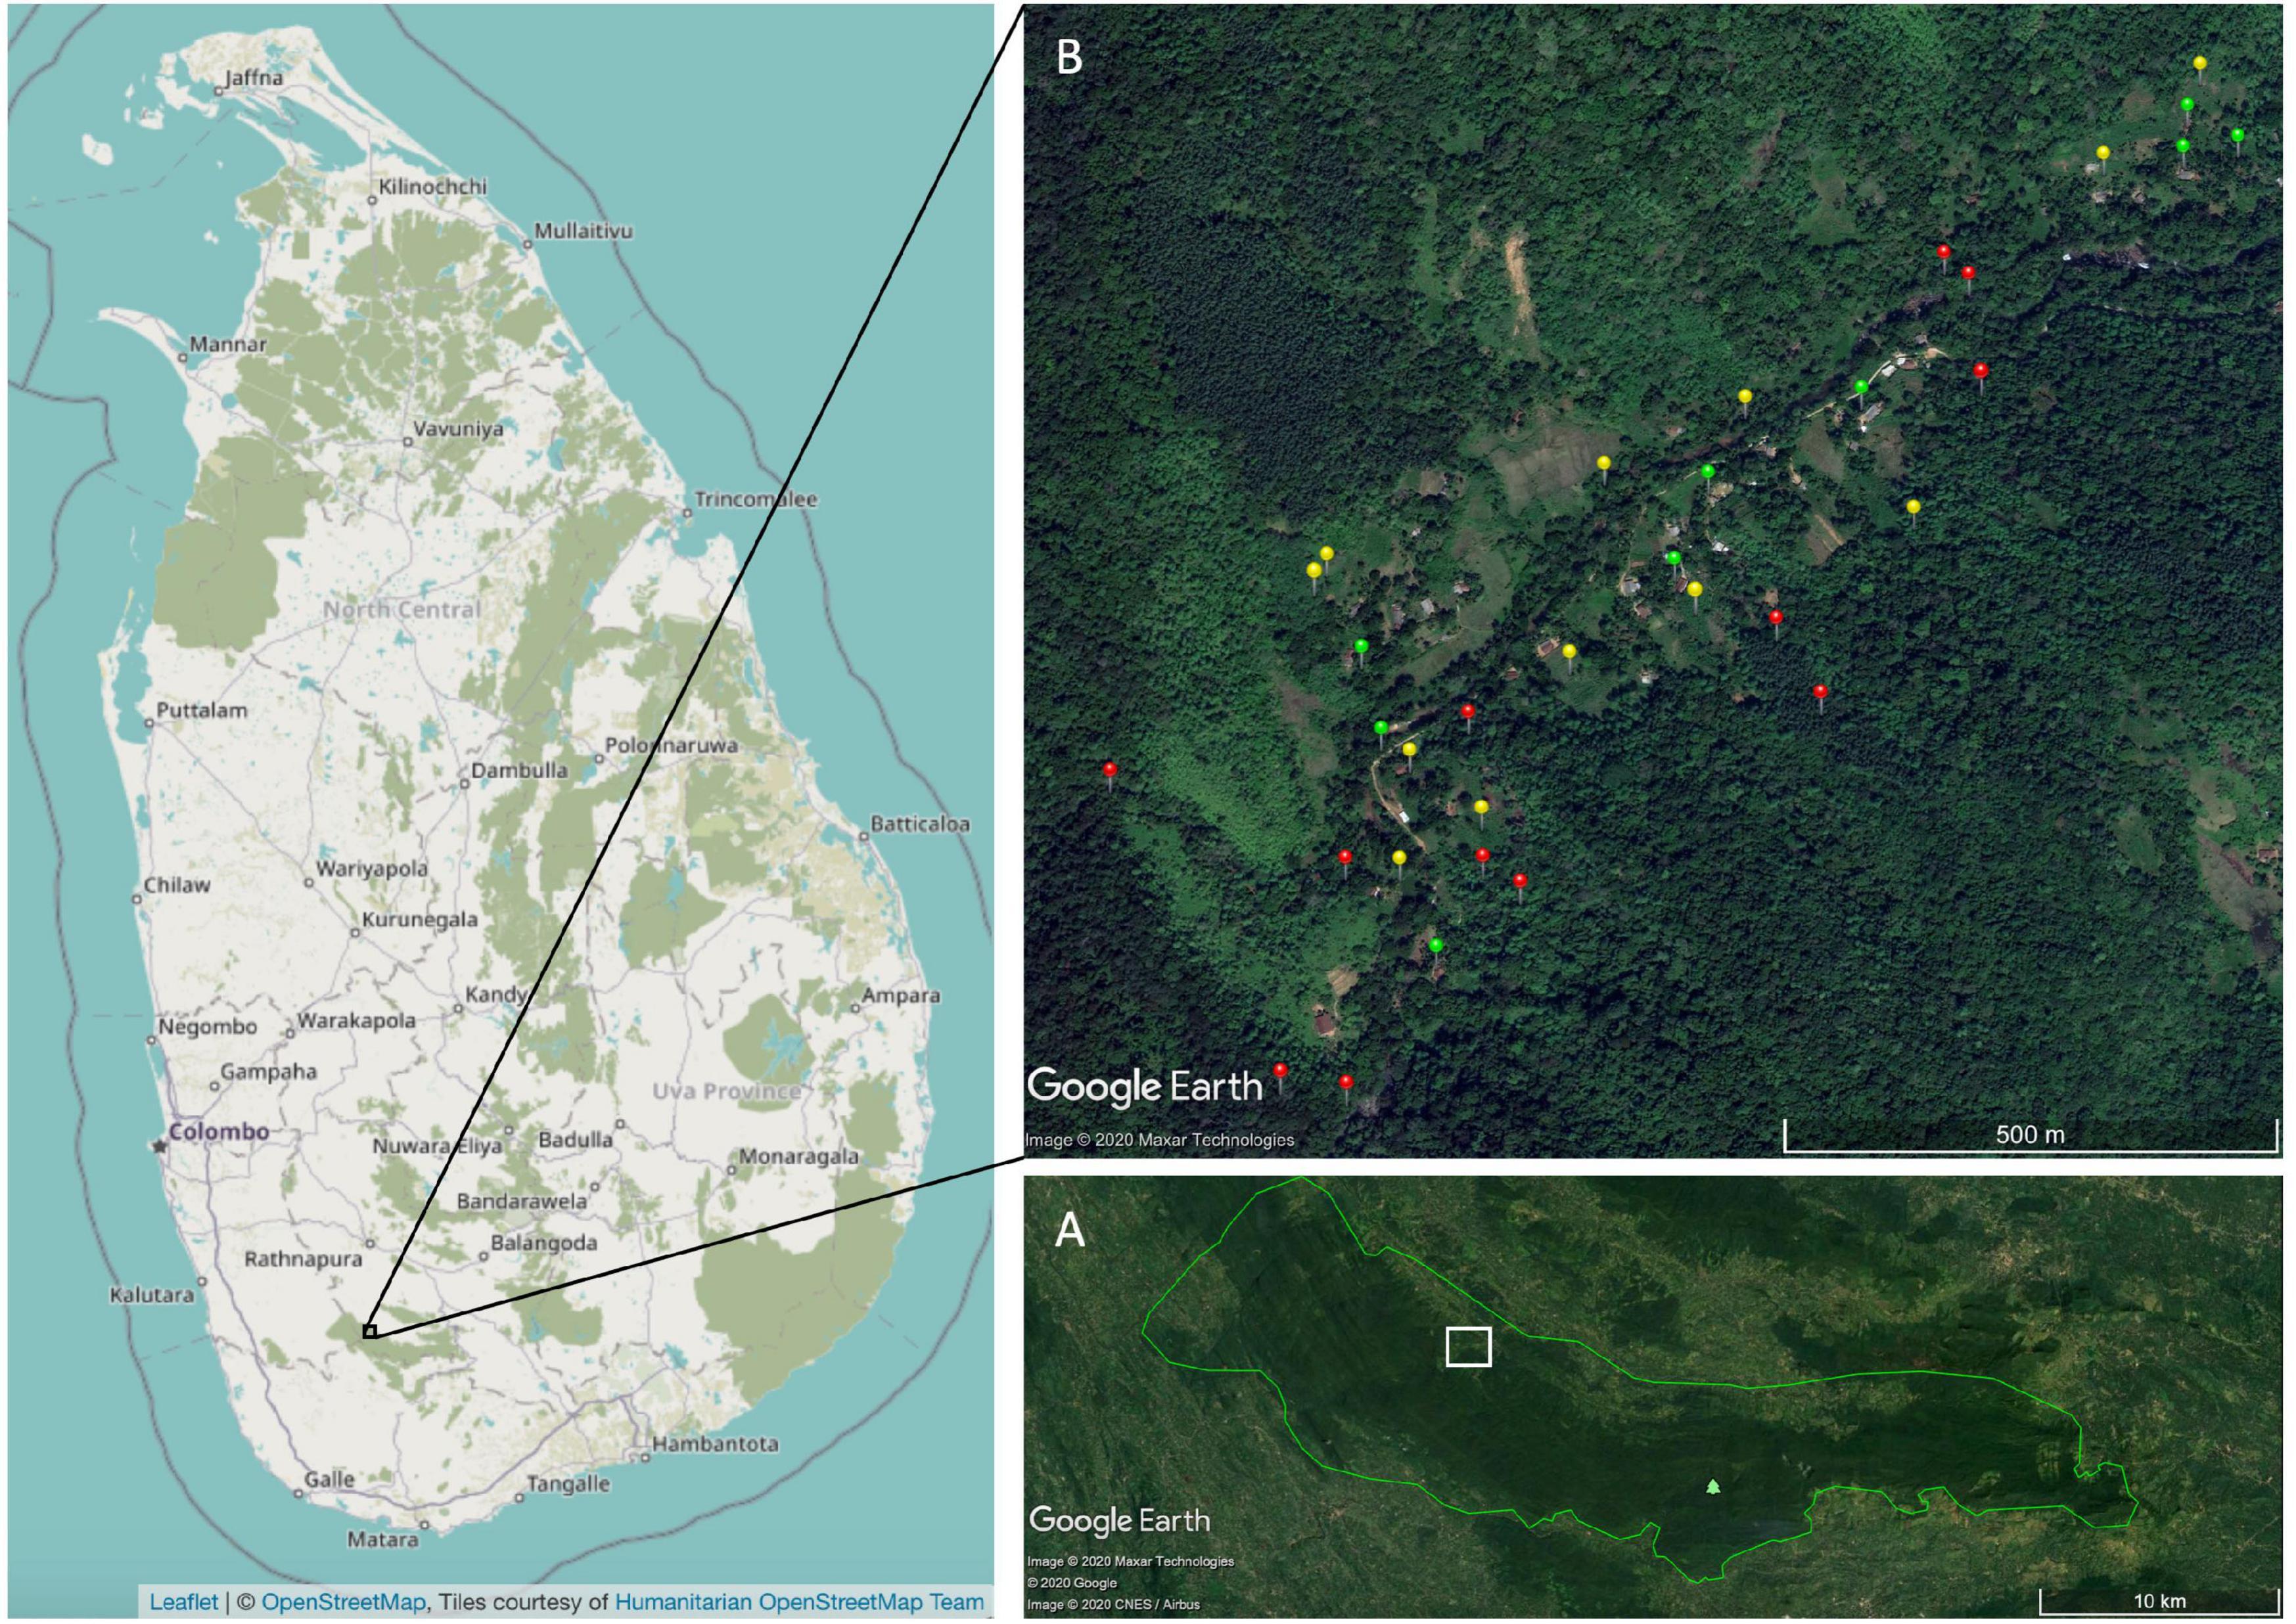 Jaffna
Kilinochchi
Mullaitivu
Mannar
Vavuniya
Trincomalee
North Central
Puttalam
Polonnaruwa
Dambulla
Batticaloa
Wariyapola
Chilaw
Kurunegala
Kandy
Ampara
Negombo
Warakapola
Gampaha
Uva Province
Colombo
Nuwara Eliya
Badulla
Monaragala
Bandarawela
Rathnapura
Balangoda
Kalutara
Hambantota
Galle
Tangalle
Matara
Leaflet | © OpenStreetMap, Tiles courtesy of Humanitarian OpenStreetMap Team
B
Google Earth
Image © 2020 Maxar Technologies
500 m
A
Google Earth
Image © 2020 Maxar Technologies
© 2020 Google
Image © 2020 CNES / Airbus
10 km